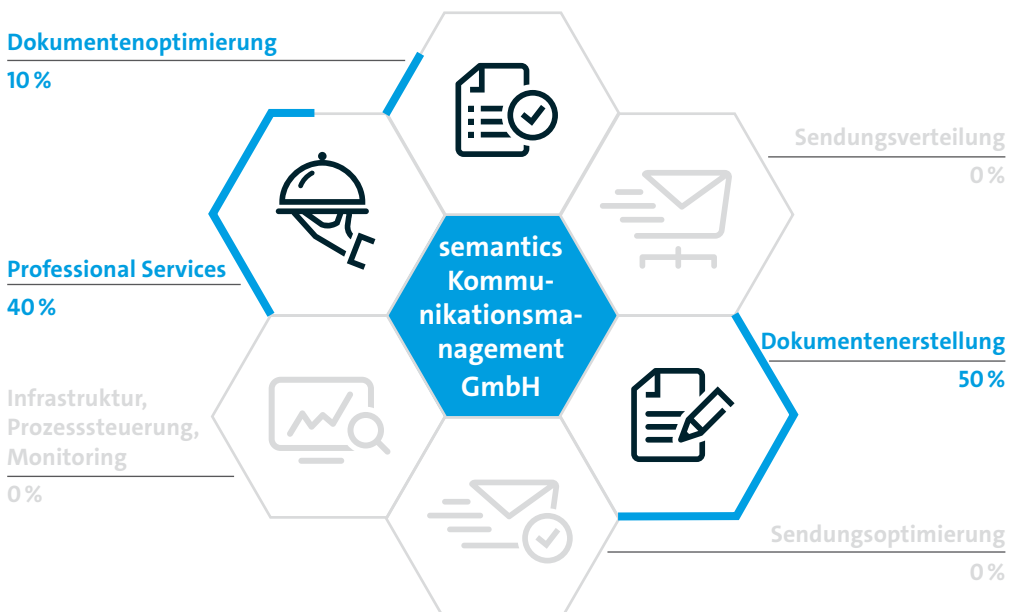 Dokumentenoptimierung
10 %
Sendungsverteilung
0 %
semantics
Kommu-
nikationsma-
nagement
GmbH
Professional Services
40 %
Dokumentenerstellung
50 %
Infrastruktur,
Prozesssteuerung,
Monitoring
0 %
Sendungsoptimierung
0 %